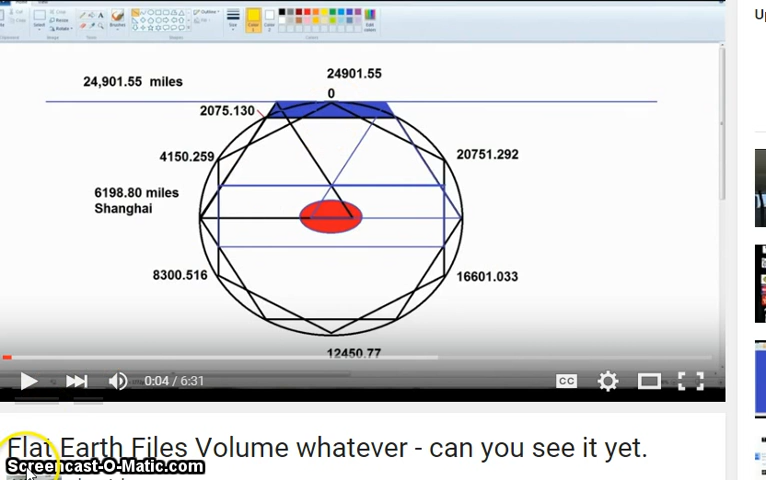 24,901.55 miles
24901.55
0
2075.130
4150.259
20751.292
6198.80 miles
Shanghai
8300.516
16601.033
12450.77
0:04 / 6:31
CC
Flat Earth Files Volume whatever - can you see it yet.
Screencast-O-Matic.com